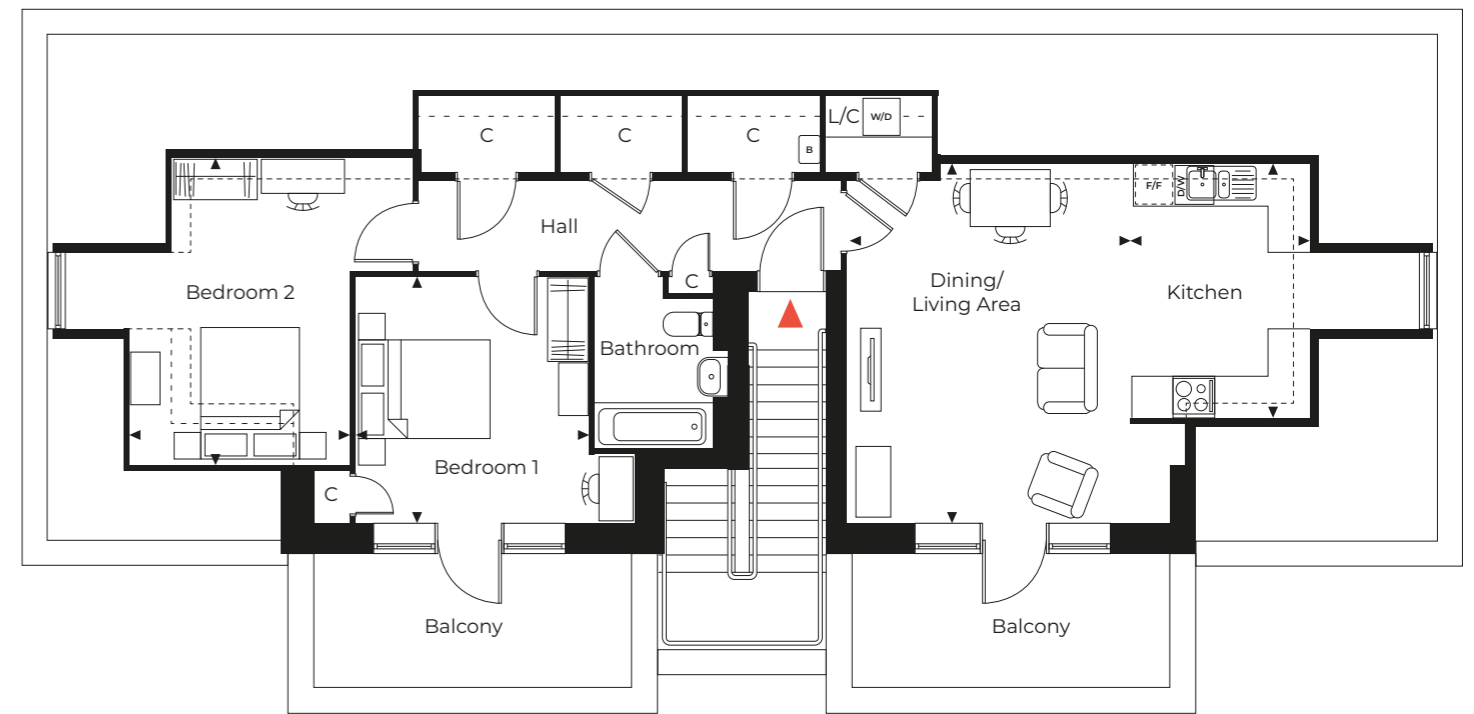 C
C
C
B
L/C
W/D
F/F
D/W
Hall
Bedroom 2
C
Dining/
Living Area
Kitchen
Bathroom
Bedroom 1
C
Balcony
Balcony